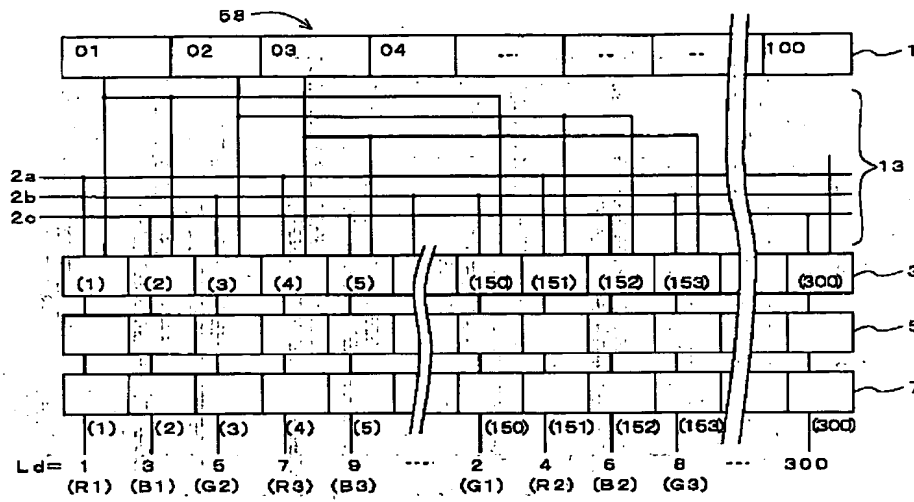 58
01 02 03 04 --- -- -- 100 1
13
2a
2b
2c
(1) (2) (3) (4) (5) (150) (151) (152) (153) (300) 3
5
7
(1) (2) (3) (4) (5) (150) (151) (152) (153) (300)
Ld= 1 3 5 7 9 ---- 2 4 6 8 --- 300
(R1) (B1) (G2) (R3) (B3) (G1) (R2) (B2) (G3)